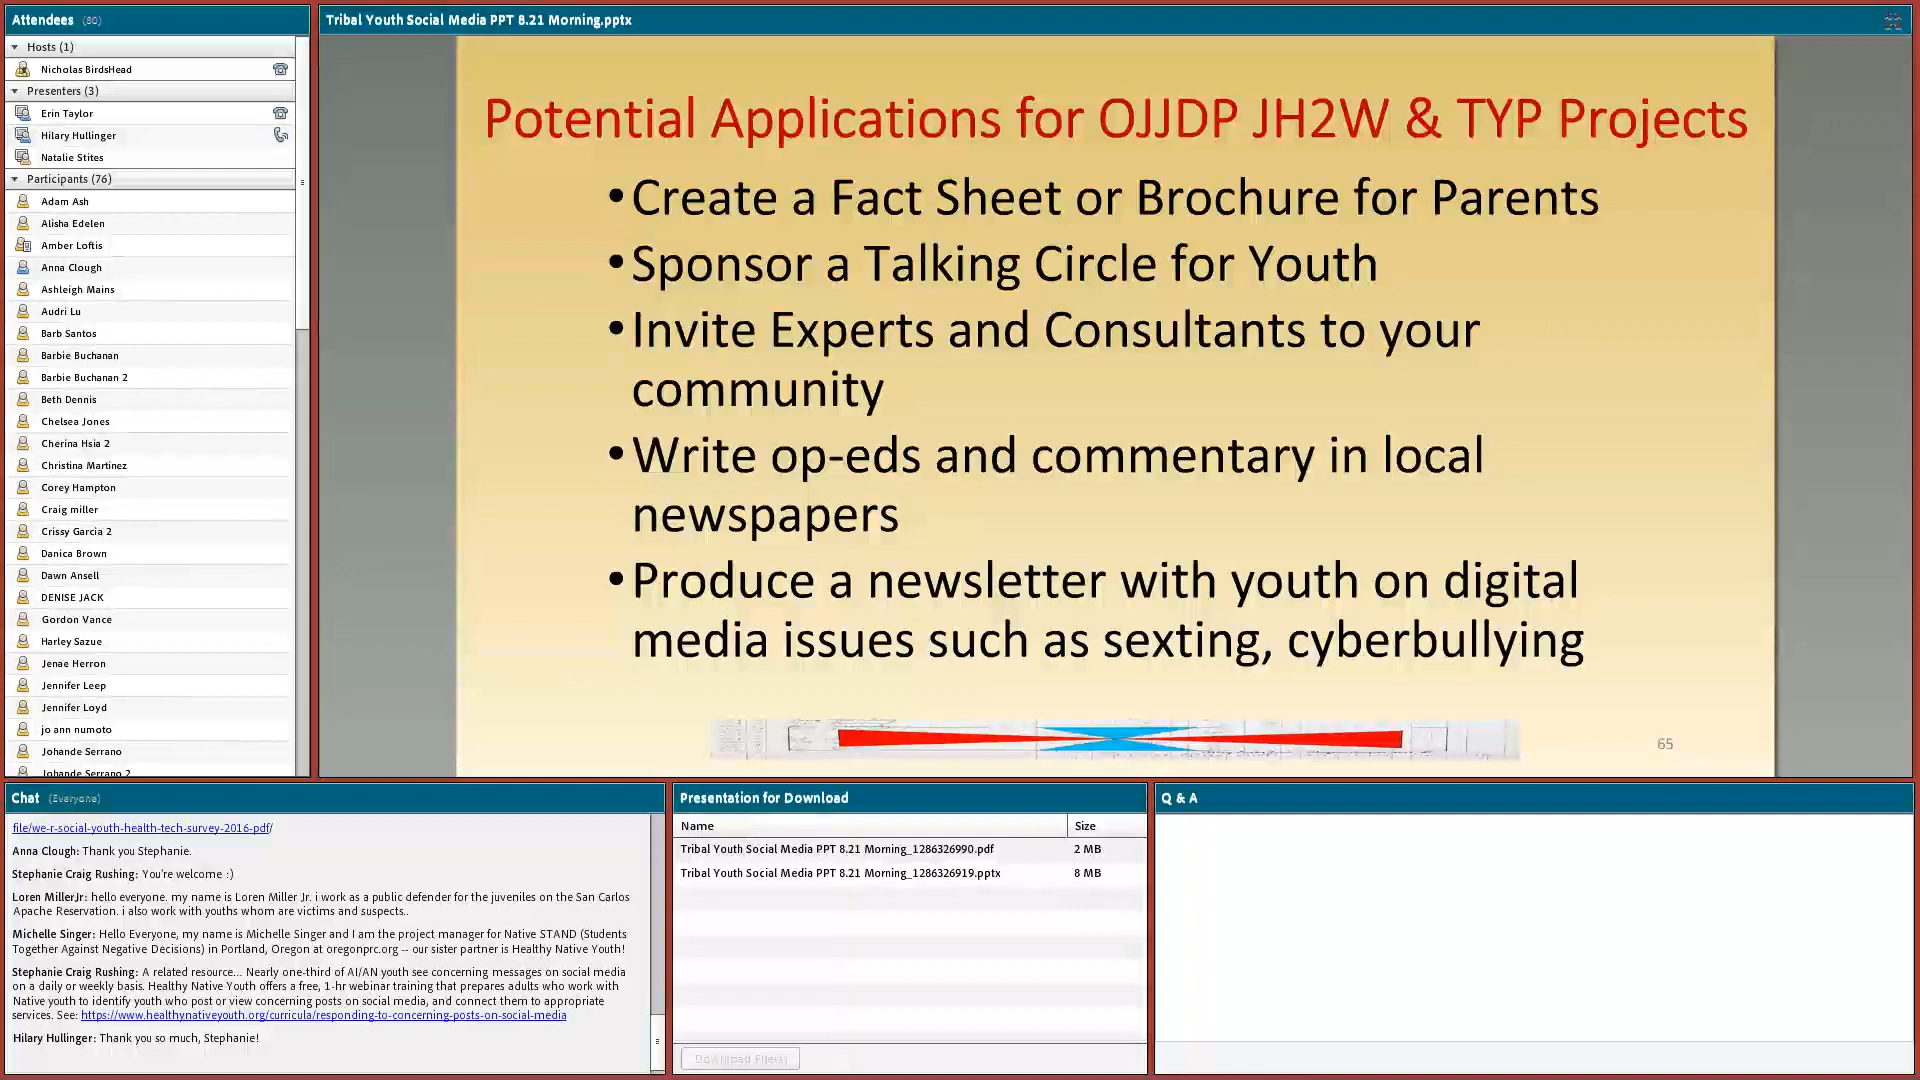 Attendees (80)
Hosts (1)
Nicholas BirdsHead
Presenters (3)
Erin Taylor
Hilary Hullinger
Natalie Stites
Participants (76)
Adam Ash
Alisha Edelen
Amber Loftis
Anna Clough
Ashleigh Mains
Audri Lu
Barb Santos
Barbie Buchanan
Barbie Buchanan 2
Beth Dennis
Chelsea Jones
Cherina Hsia 2
Christina Martinez
Corey Hampton
Craig miller
Crissy Garcia 2
Danica Brown
Dawn Ansell
DENISE JACK
Gordon Vance
Harley Sazue
Jenae Herron
Jennifer Leep
Jennifer Loyd
jo ann numoto
Johande Serrano
Johande Serrano 2
Tribal Youth Social Media PPT 8.21 Morning.pptx
Potential Applications for OJJDP JH2W & TYP Projects
•Create a Fact Sheet or Brochure for Parents
•Sponsor a Talking Circle for Youth
•Invite Experts and Consultants to your
community
•Write op-eds and commentary in local
newspapers
•Produce a newsletter with youth on digital
media issues such as sexting, cyberbullying
65
Chat (Everyone)
file/we-r-social-youth-health-tech-survey-2016-pdf/
Anna Clough: Thank you Stephanie.
Stephanie Craig Rushing: You're welcome :)
Loren MillerJr: hello everyone. my name is Loren Miller Jr. i work as a public defender for the juveniles on the San Carlos
Apache Reservation. i also work with youths whom are victims and suspects..
Michelle Singer: Hello Everyone, my name is Michelle Singer and I am the project manager for Native STAND (Students
Together Against Negative Decisions) in Portland, Oregon at oregonprc.org -- our sister partner is Healthy Native Youth!
Stephanie Craig Rushing: A related resource... Nearly one-third of AI/AN youth see concerning messages on social media
on a daily or weekly basis. Healthy Native Youth offers a free, 1-hr webinar training that prepares adults who work with
Native youth to identify youth who post or view concerning posts on social media, and connect them to appropriate
services. See: https://www.healthynativeyouth.org/curricula/responding-to-concerning-posts-on-social-media
Hilary Hullinger: Thank you so much, Stephanie!
Presentation for Download
Name Size
Tribal Youth Social Media PPT 8.21 Morning_1286326990.pdf 2 MB
Tribal Youth Social Media PPT 8.21 Morning_1286326919.pptx 8 MB
Download File(s)
Q & A